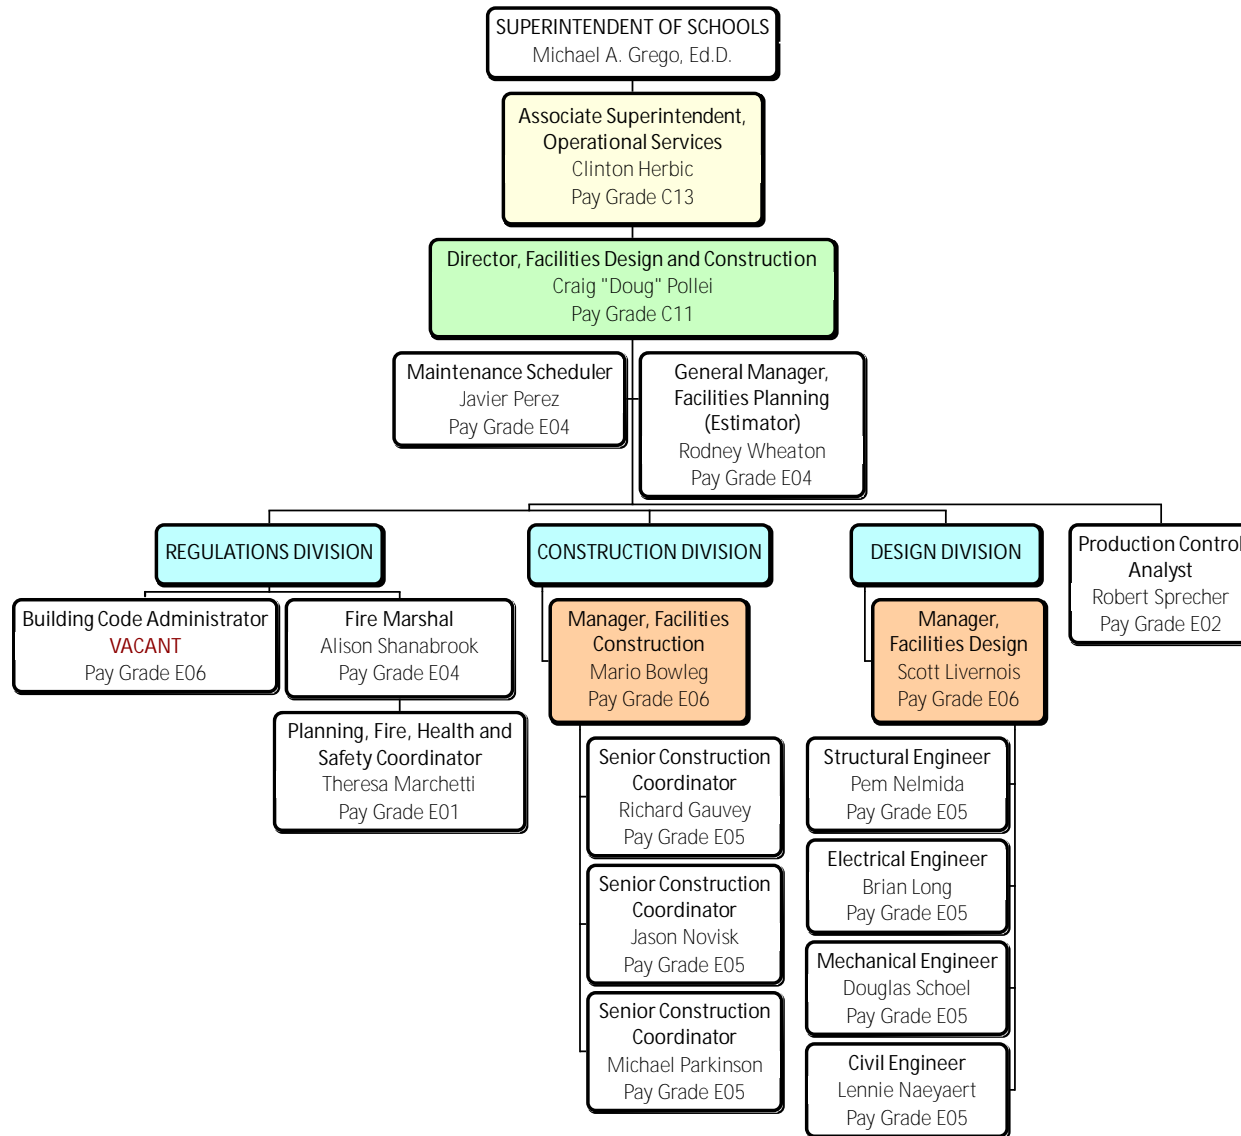 SUPERINTENDENT OF SCHOOLS
Michael A. Grego, Ed.D.
Associate Superintendent,
Operational Services
Clinton Herbic
Pay Grade C13
Director, Facilities Design and Construction
Craig "Doug" Pollei
Pay Grade C11
Maintenance Scheduler
Javier Perez
Pay Grade E04
General Manager,
Facilities Planning
(Estimator)
Rodney Wheaton
Pay Grade E04
REGULATIONS DIVISION
Building Code Administrator
VACANT
Pay Grade E06
Fire Marshal
Alison Shanabrook
Pay Grade E04
Planning, Fire, Health and
Safety Coordinator
Theresa Marchetti
Pay Grade E01
CONSTRUCTION DIVISION
Manager, Facilities
Construction
Mario Bowleg
Pay Grade E06
Senior Construction
Coordinator
Richard Gauvey
Pay Grade E05
Senior Construction
Coordinator
Jason Novisk
Pay Grade E05
Senior Construction
Coordinator
Michael Parkinson
Pay Grade E05
DESIGN DIVISION
Manager,
Facilities Design
Scott Livernois
Pay Grade E06
Structural Engineer
Pem Nelmida
Pay Grade E05
Electrical Engineer
Brian Long
Pay Grade E05
Mechanical Engineer
Douglas Schoel
Pay Grade E05
Civil Engineer
Lennie Naeyaert
Pay Grade E05
Production Control
Analyst
Robert Sprecher
Pay Grade E02